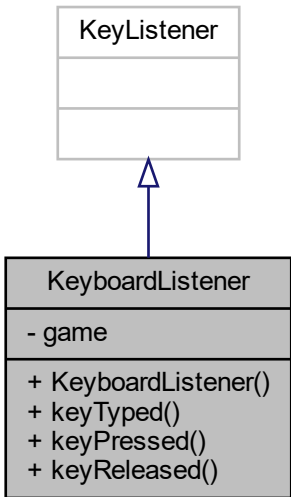 KeyListener
KeyboardListener
- game
+ KeyboardListener()
+ keyTyped()
+ keyPressed()
+ keyReleased()